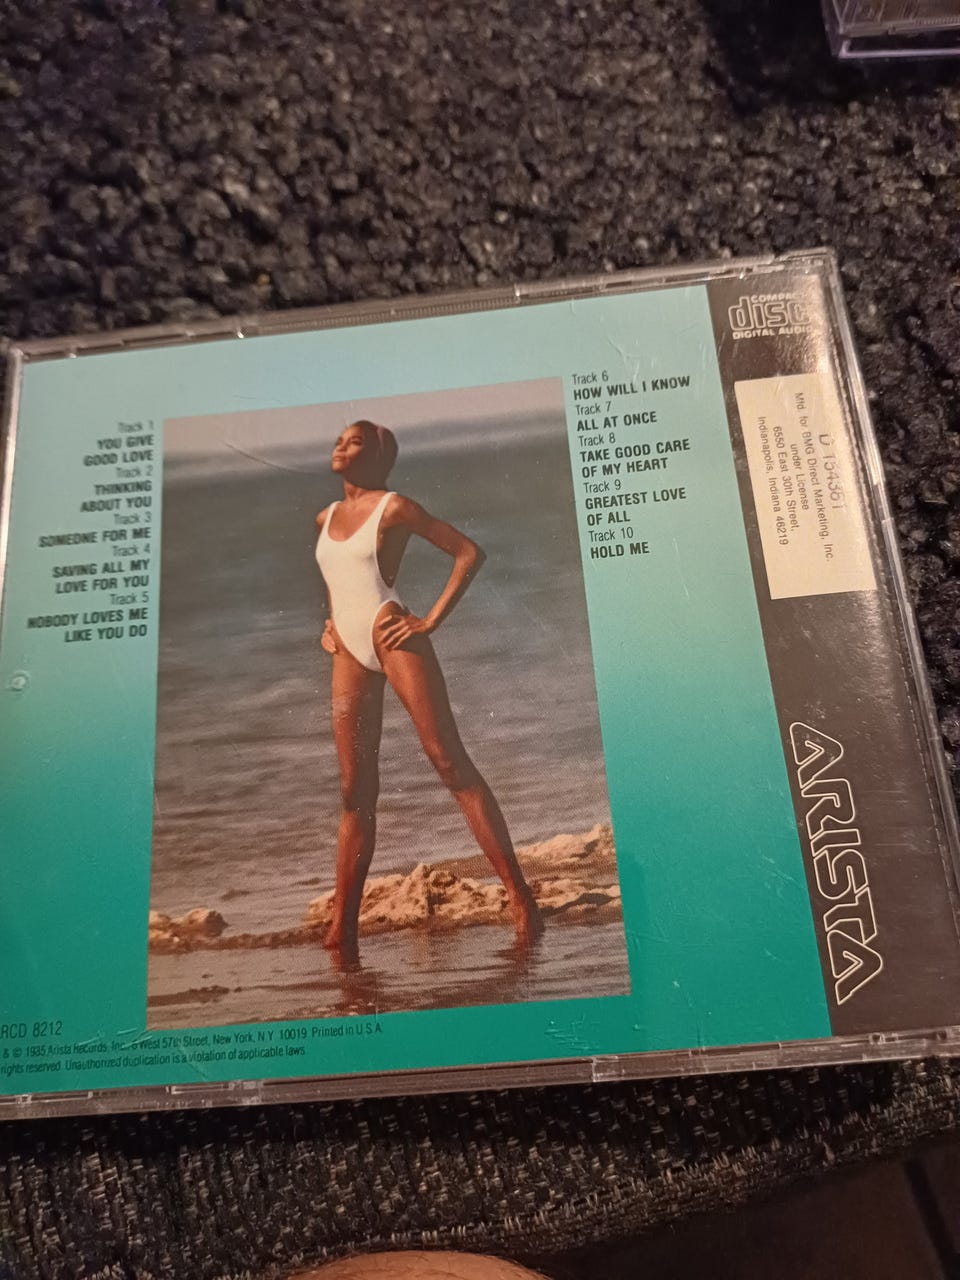 Track 1
YOU GIVE
GOOD LOVE
Track 2
THINKING
ABOUT YOU
Track 3
SOMEONE FOR ME
Track 4
SAVING ALL MY
LOVE FOR YOU
Track 5
NOBODY LOVES ME
LIKE YOU DO
Track 6
HOW WILL I KNOW
Track 7
ALL AT ONCE
Track 8
TAKE GOOD CARE
OF MY HEART
Track 9
GREATEST LOVE
OF ALL
Track 10
HOLD ME
COMPACT
disc
DIGITAL AUDIO
D 154357
Mfd. for BMG Direct Marketing, Inc.
under License
6550 East 30th Street,
Indianapolis, Indiana 46219
ARISTA
RCD 8212
& © 1985 Arista Records, Inc., 6 West 57th Street, New York, N.Y. 10019 Printed in U.S.A.
rights reserved. Unauthorized duplication is a violation of applicable laws.